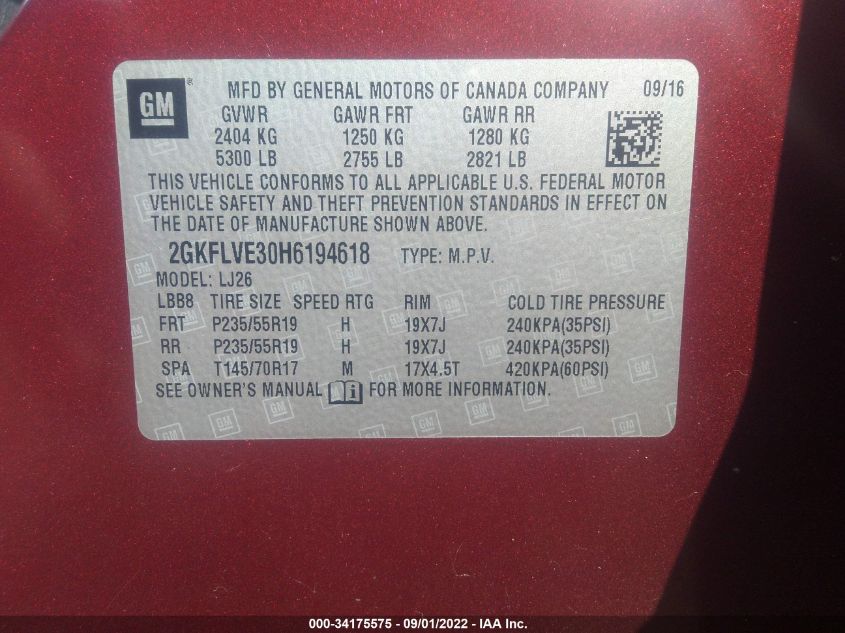 GM
MFD BY GENERAL MOTORS OF CANADA COMPANY 09/16
GVWR GAWR FRT GAWR RR
2404 KG 1250 KG 1280 KG
5300 LB 2755 LB 2821 LB
THIS VEHICLE CONFORMS TO ALL APPLICABLE U.S. FEDERAL MOTOR
VEHICLE SAFETY AND THEFT PREVENTION STANDARDS IN EFFECT ON
THE DATE OF MANUFACTURE SHOWN ABOVE.
2GKFLVE30H6194618 TYPE: M.P.V.
MODEL: LJ26
LBB8 TIRE SIZE SPEED RTG RIM COLD TIRE PRESSURE
FRT P235/55R19 H 19X7J 240KPA(35PSI)
RR P235/55R19 H 19X7J 240KPA(35PSI)
SPA T145/70R17 M 17X4.5T 420KPA(60PSI)
SEE OWNER'S MANUAL FOR MORE INFORMATION.
000-34175575 - 09/01/2022 - IAA Inc.